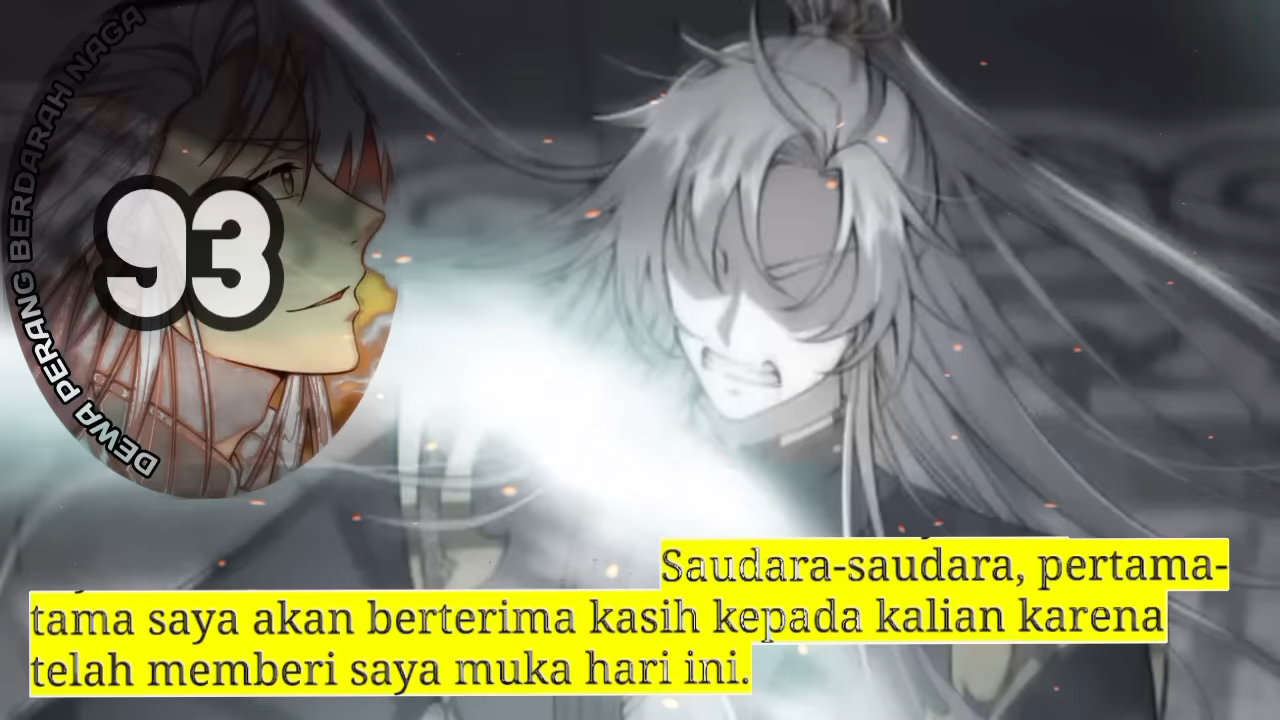 DEWA PERANG BERDARAH NAGA
93
Saudara-saudara, pertama-
tama saya akan berterima kasih kepada kalian karena
telah memberi saya muka hari ini.